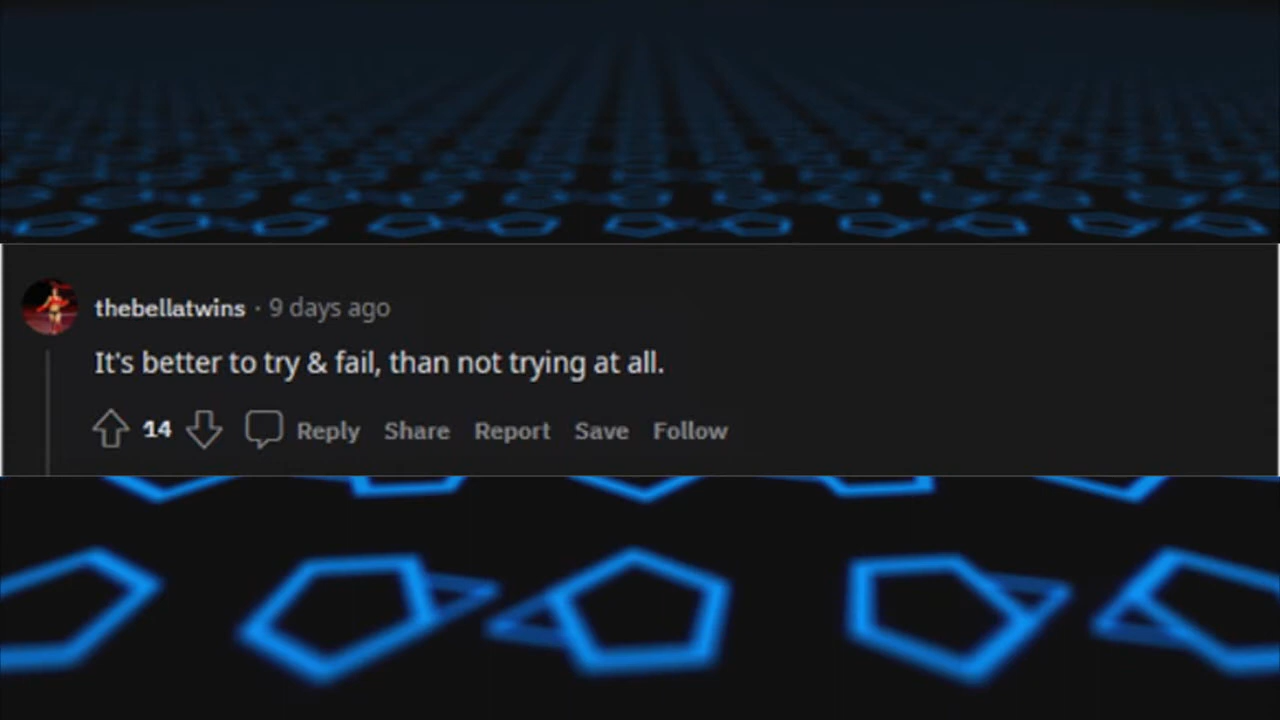 thebellatwins · 9 days ago
It's better to try & fail, than not trying at all.
14 Reply Share Report Save Follow